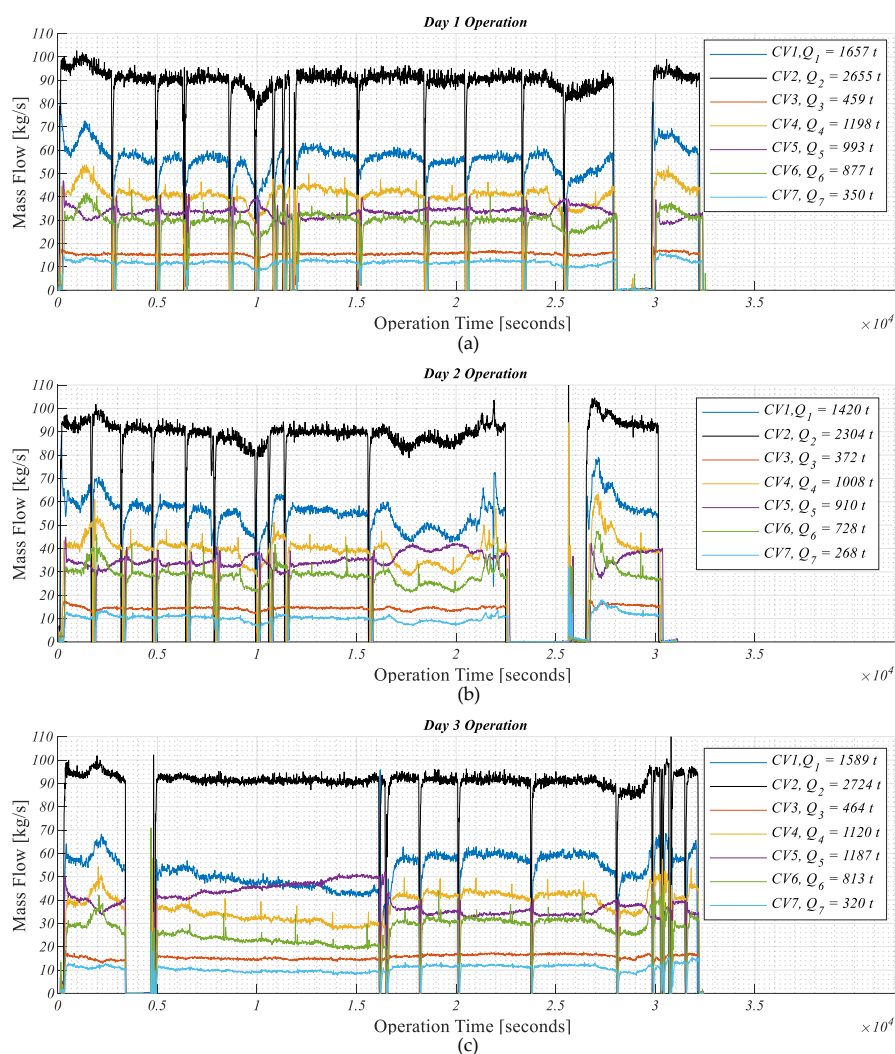 Day 1 Operation
110
100
90
80
70
60
50
40
30
20
10
0
Mass Flow [kg/s]
CV1,Q1 = 1657 t
CV2, Q2 = 2655 t
CV3, Q3 = 459 t
CV4, Q4 = 1198 t
CV5, Q5 = 993 t
CV6, Q6 = 877 t
CV7, Q7 = 350 t
0 0.5 1 1.5 2 2.5 3 3.5
Operation Time [seconds]
×10⁴
(a)
Day 2 Operation
110
100
90
80
70
60
50
40
30
20
10
0
Mass Flow [kg/s]
CV1,Q1 = 1420 t
CV2, Q2 = 2304 t
CV3, Q3 = 372 t
CV4, Q4 = 1008 t
CV5, Q5 = 910 t
CV6, Q6 = 728 t
CV7, Q7 = 268 t
0 0.5 1 1.5 2 2.5 3 3.5
Operation Time [seconds]
×10⁴
(b)
Day 3 Operation
110
100
90
80
70
60
50
40
30
20
10
0
Mass Flow [kg/s]
CV1,Q1 = 1589 t
CV2, Q2 = 2724 t
CV3, Q3 = 464 t
CV4, Q4 = 1120 t
CV5, Q5 = 1187 t
CV6, Q6 = 813 t
CV7, Q7 = 320 t
0 0.5 1 1.5 2 2.5 3 3.5
Operation Time [seconds]
×10⁴
(c)